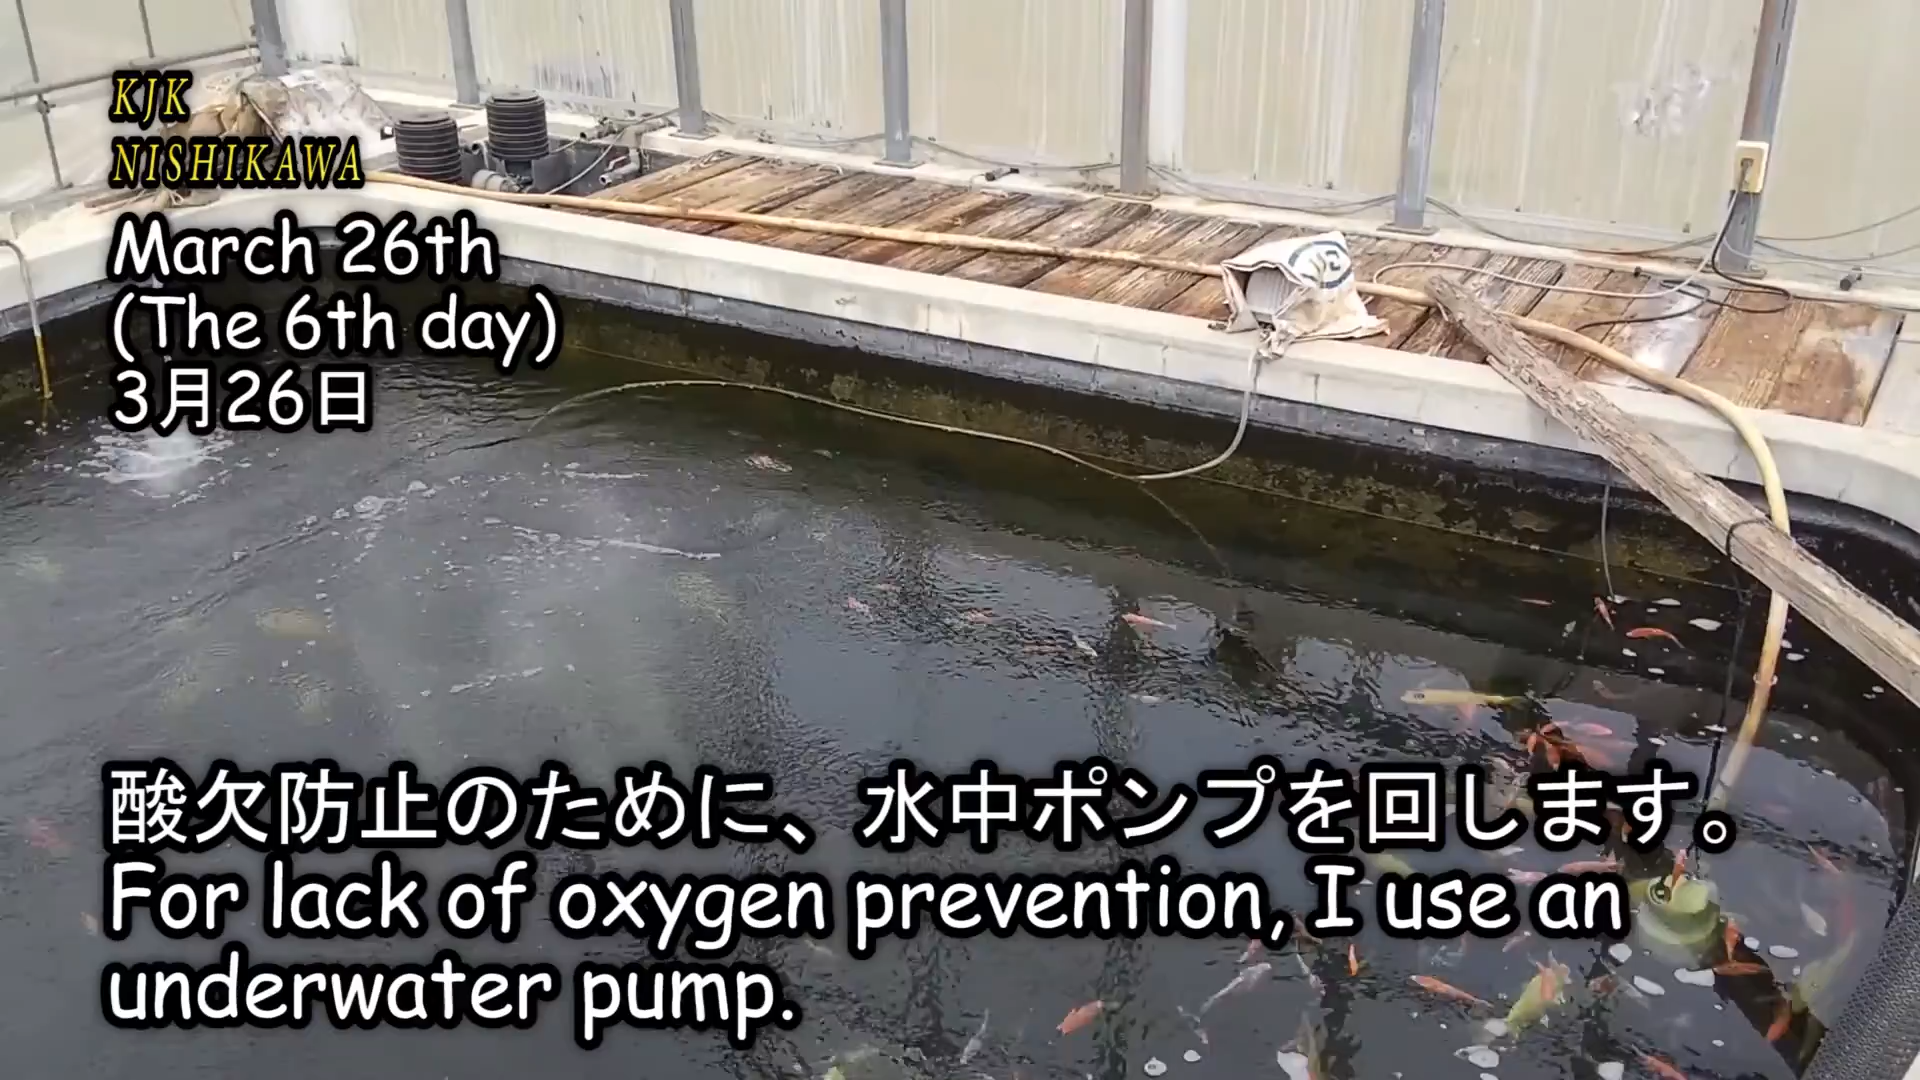 KJK
NISHIKAWA
March 26th
(The 6th day)
3月26日
酸欠防止のために、水中ポンプを回します。
For lack of oxygen prevention, I use an
underwater pump.